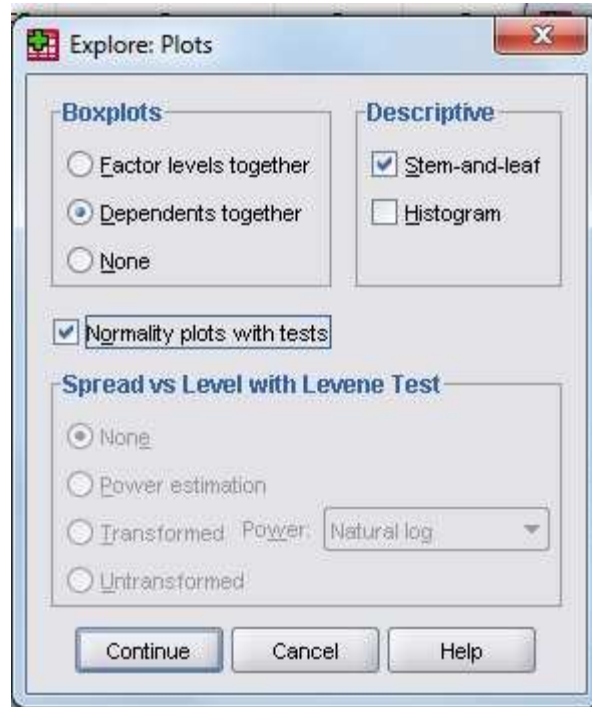 Explore: Plots
Boxplots
Factor levels together
Dependents together
None
Descriptive
Stem-and-leaf
Histogram
Normality plots with tests
Spread vs Level with Levene Test
None
Power estimation
Transformed Power: Natural log
Untransformed
Continue Cancel Help